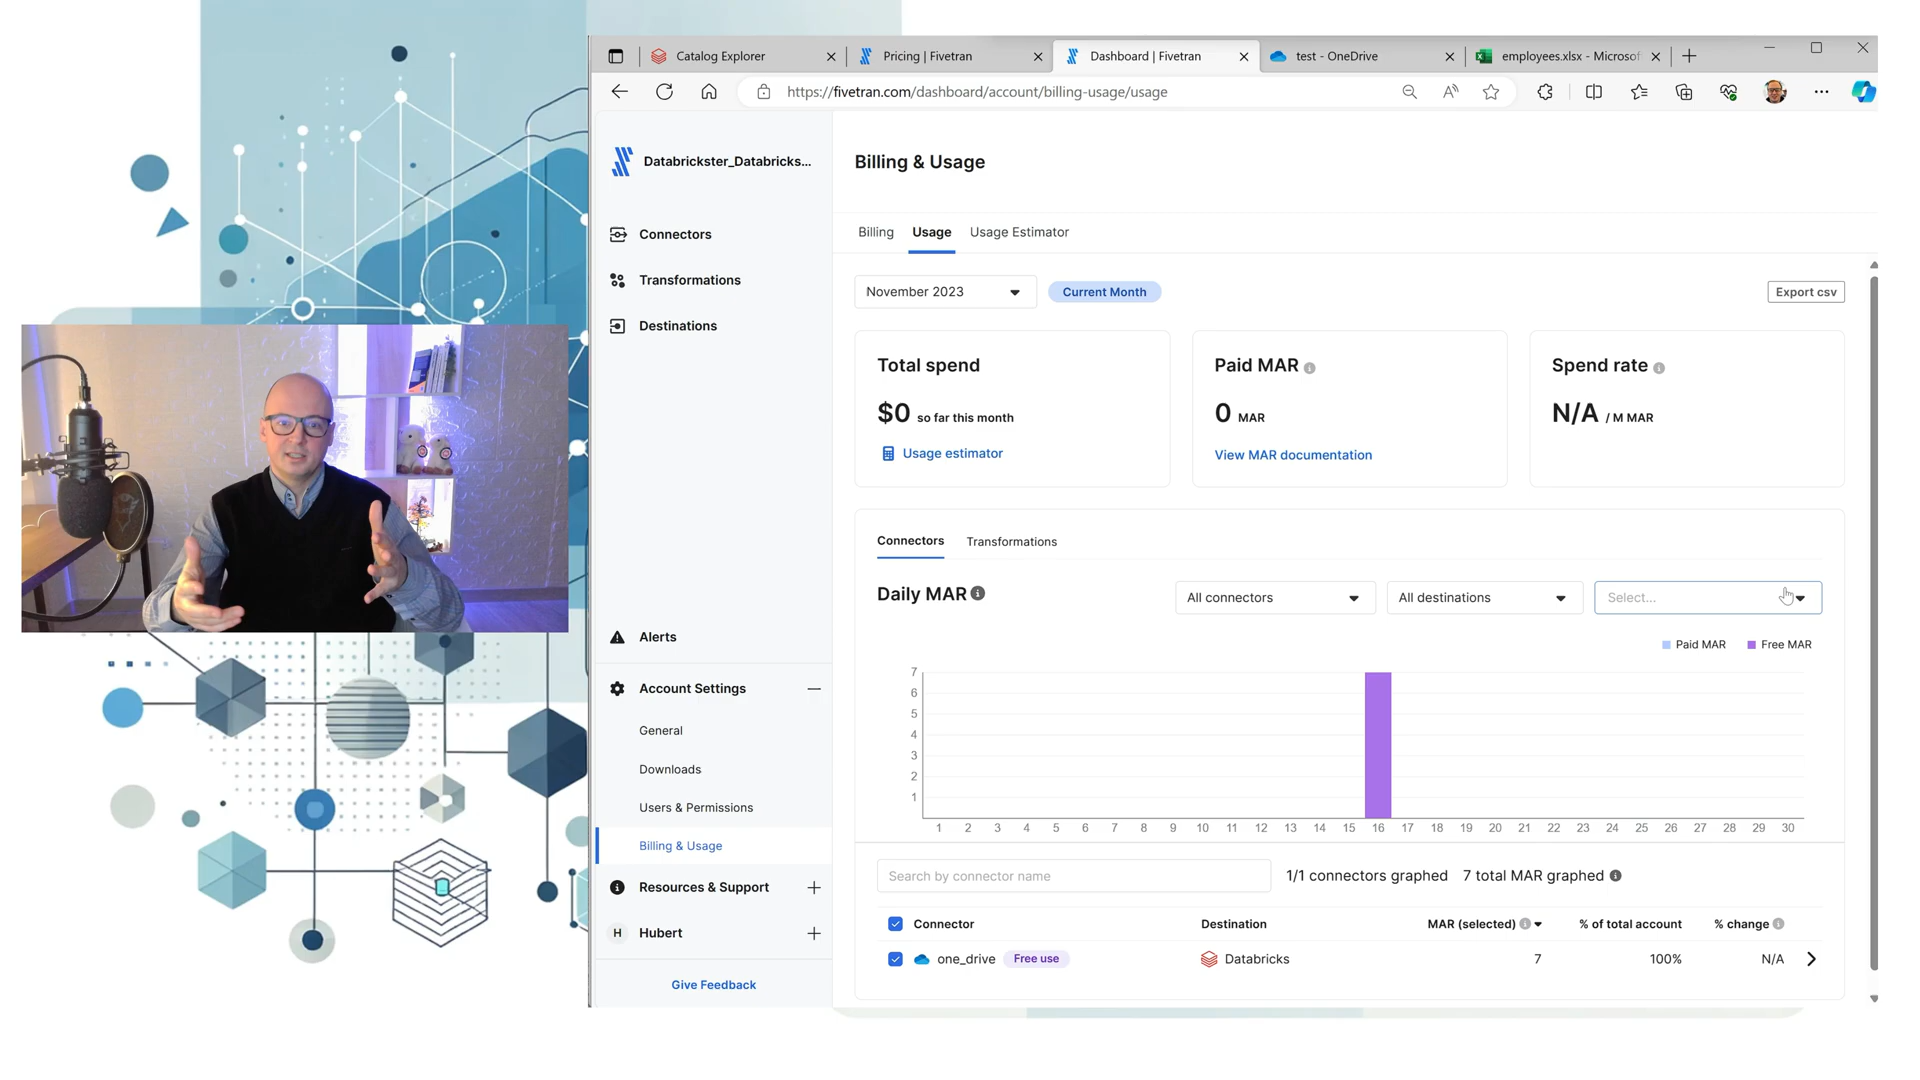 Catalog Explorer
Pricing | Fivetran
Dashboard | Fivetran
test - OneDrive
employees.xlsx - Microsof
https://fivetran.com/dashboard/account/billing-usage/usage
Databrickster_Databricks...
Connectors
Transformations
Destinations
Alerts
Account Settings
General
Downloads
Users & Permissions
Billing & Usage
Resources & Support
H Hubert
Give Feedback
Billing & Usage
Billing Usage Usage Estimator
November 2023
Current Month
Export csv
Total spend
$0 so far this month
Usage estimator
Paid MAR
0 MAR
View MAR documentation
Spend rate
N/A / M MAR
Connectors Transformations
Daily MAR
All connectors
All destinations
Select...
Paid MAR Free MAR
7
6
5
4
3
2
1
1 2 3 4 5 6 7 8 9 10 11 12 13 14 15 16 17 18 19 20 21 22 23 24 25 26 27 28 29 30
Search by connector name
1/1 connectors graphed 7 total MAR graphed
Connector Destination MAR (selected) % of total account % change
one_drive Free use Databricks 7 100% N/A